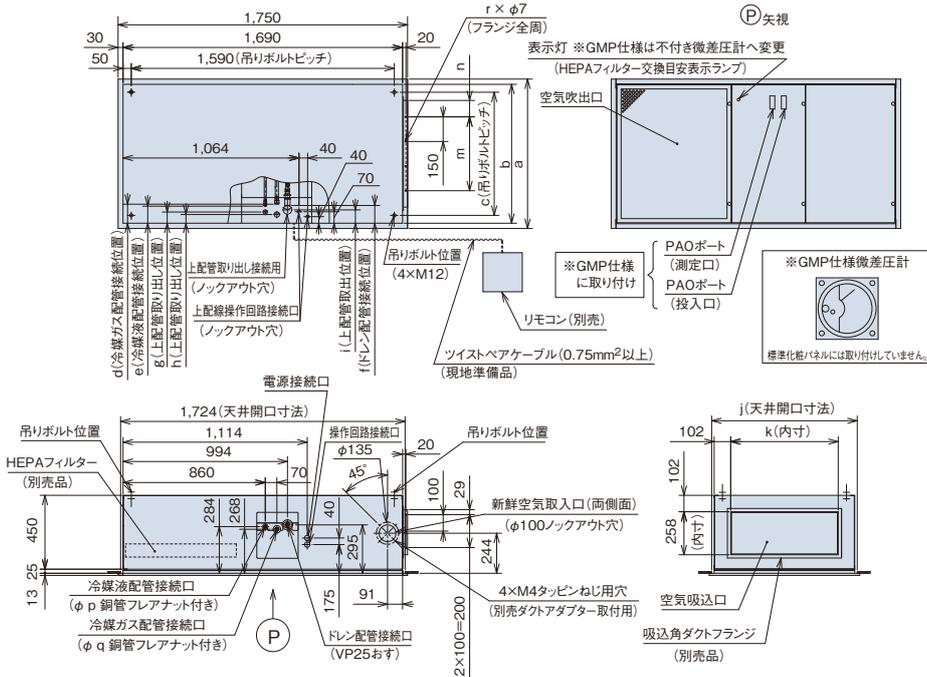 1,750
30
1,690
20
50
1,590(吊りボルトピッチ)
r×φ7
(フランジ全周)
n
1,064
40
40
70
150
m
c(吊りボルトピッチ)
b
a
d(冷媒ガス配管接続位置)
e(冷媒液配管接続位置)
g(上配管取り出し位置)
h(上配管取り出し位置)
上配管取り出し接続用
(ノックアウト穴)
上配線操作回路接続口
(ノックアウト穴)
i(上配管取出位置)
f(ドレン配管接続位置)
吊りボルト位置
(4×M12)
リモコン(別売)
ツイストペアケーブル(0.75mm²以上)
(現地準備品)
P矢視
表示灯 ※GMP仕様は不付き微差圧計へ変更
(HEPAフィルター交換目安表示ランプ)
空気吹出口
※GMP仕様
に取り付け
PAOポート
(測定口)
PAOポート
(投入口)
※GMP仕様微差圧計
標準化粧パネルには取り付けしていません。
電源接続口
1,724(天井開口寸法)
吊りボルト位置
1,114
操作回路接続口
20
吊りボルト位置
994
φ135
HEPAフィルター
(別売品)
860
70
45°
284
268
40
100
29
新鮮空気取入口(両側面)
(φ100ノックアウト穴)
450
295
244
25
13
175
91
4×M4タッピンねじ用穴
(別売ダクトアダプター取付用)
冷媒液配管接続口
(φp 銅管フレアナット付き)
冷媒ガス配管接続口
(φq 銅管フレアナット付き)
P
ドレン配管接続口
(VP25おす)
2×100=200
j(天井開口寸法)
102
k(内寸)
102
258
(内寸)
空気吸込口
吸込角ダクトフランジ
(別売品)